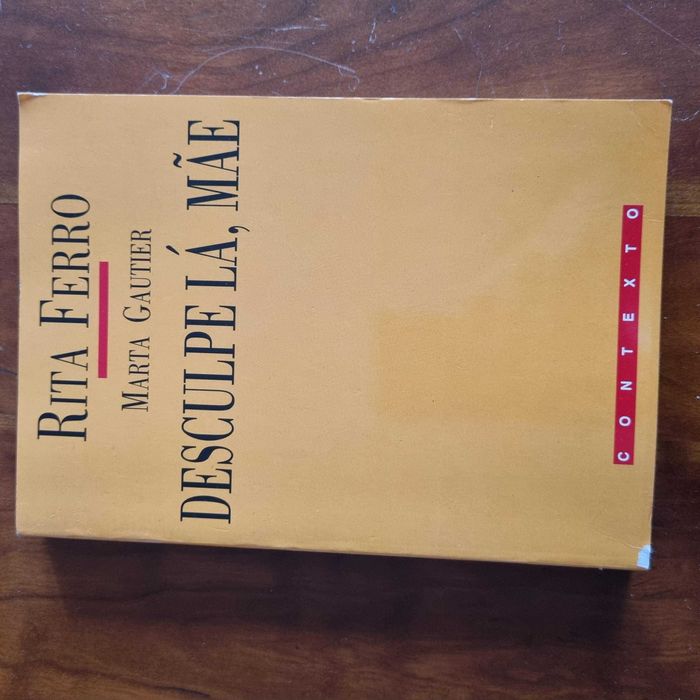 RITA FERRO
MARTA GAUTIER
DESCULPE LÁ, MÃE
CONTEXTO